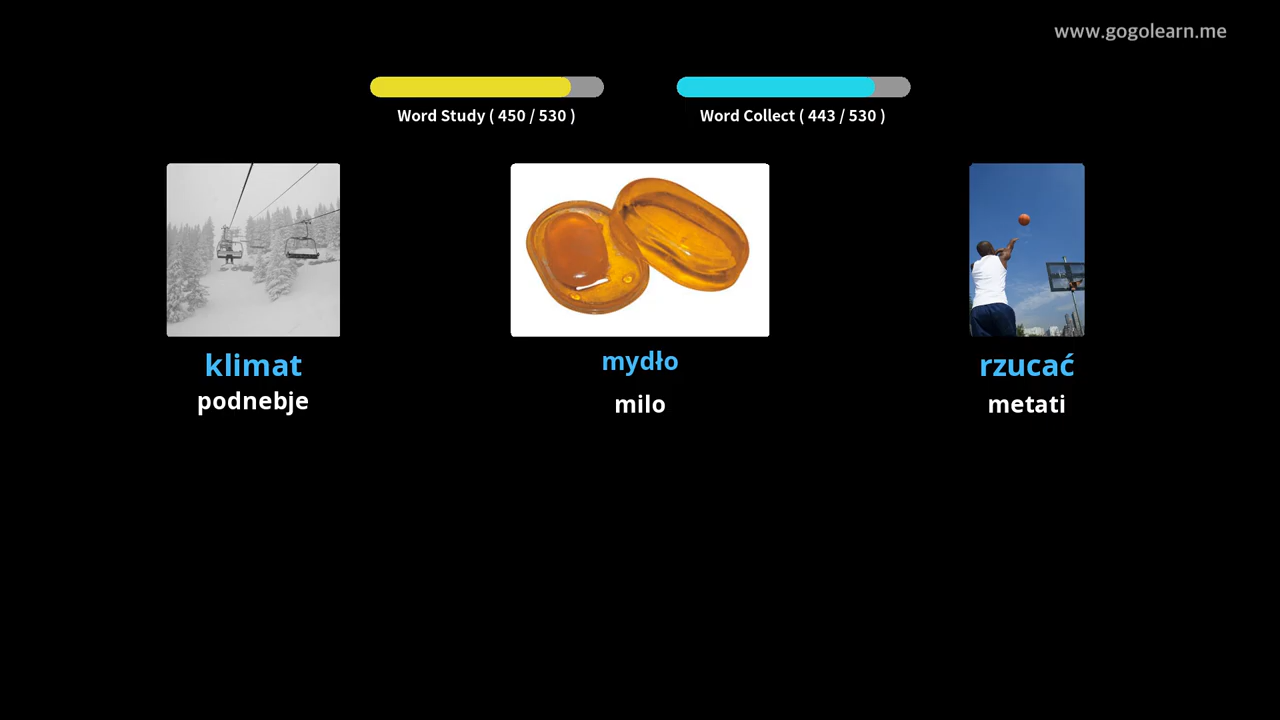 www.gogolearn.me
Word Study ( 450 / 530 )
Word Collect ( 443 / 530 )
klimat
podnebje
mydło
milo
rzucać
metati